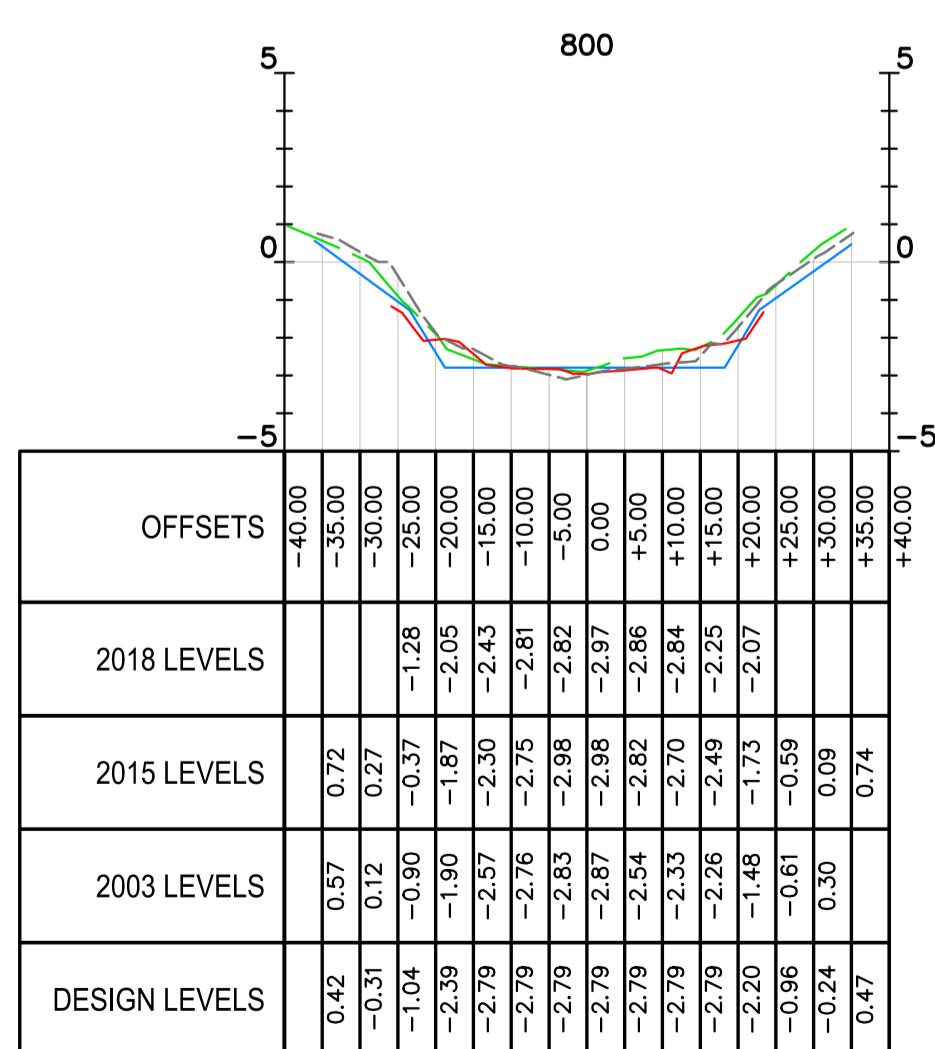 800
5 5
0 0
−5 −5
OFFSETS −40.00 −35.00 −30.00 −25.00 −20.00 −15.00 −10.00 −5.00 0.00 +5.00 +10.00 +15.00 +20.00 +25.00 +30.00 +35.00 +40.00
2018 LEVELS −1.28 −2.05 −2.43 −2.81 −2.82 −2.97 −2.86 −2.84 −2.25 −2.07
2015 LEVELS 0.72 0.27 −0.37 −1.87 −2.30 −2.75 −2.98 −2.98 −2.82 −2.70 −2.49 −1.73 −0.59 0.09 0.74
2003 LEVELS 0.57 0.12 −0.90 −1.90 −2.57 −2.76 −2.83 −2.87 −2.54 −2.33 −2.26 −1.48 −0.61 0.30
DESIGN LEVELS 0.42 −0.31 −1.04 −2.39 −2.79 −2.79 −2.79 −2.79 −2.79 −2.79 −2.79 −2.20 −0.96 −0.24 0.47